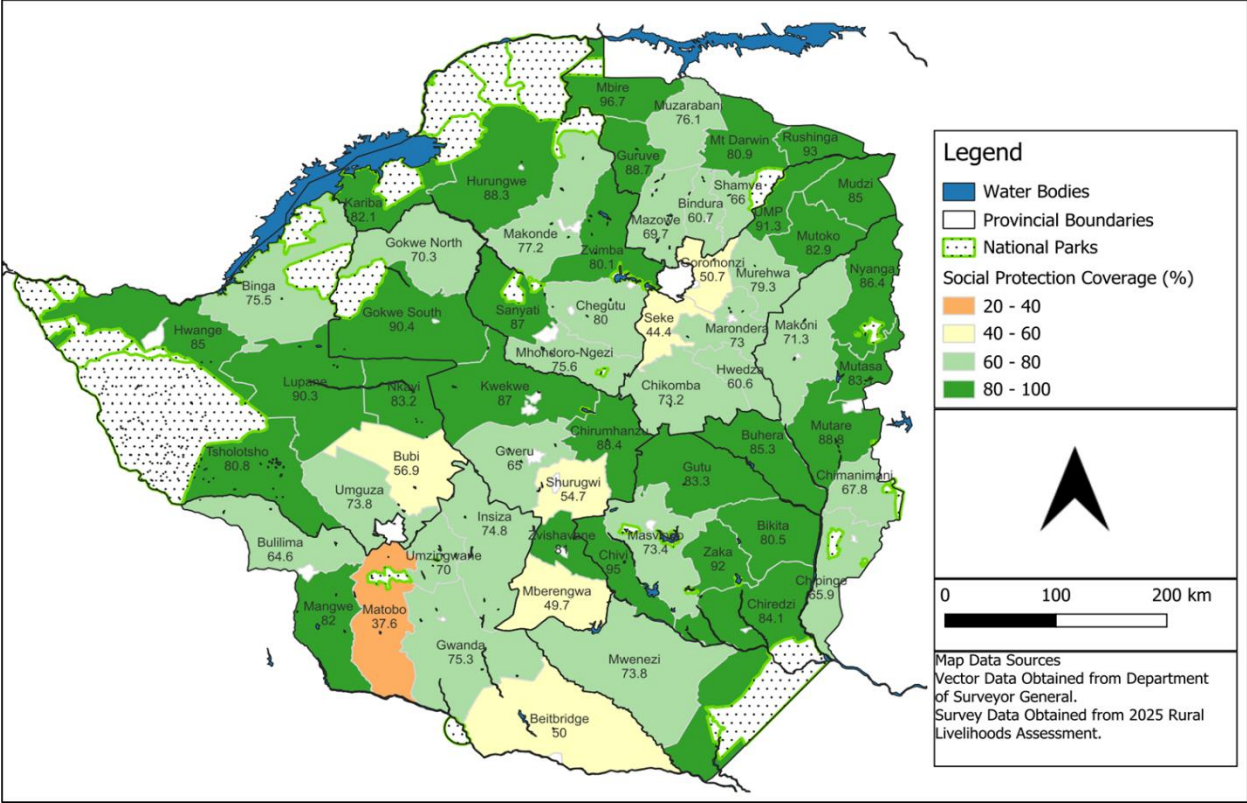 Mbire
96.7
Muzarabani
76.1
Mt Darwin
80.9
Rushinga
93
Guruve
88.7
Hurungwe
88.3
Kariba
82.1
Shamva
66
Bindura
60.7
Mazowe
69.7
Mudzi
85
UMP
91.3
Mutoko
82.9
Makonde
77.2
Zvimba
80.1
Gokwe North
70.3
Goromonzi
50.7
Murehwa
79.3
Nyanga
86.4
Binga
75.5
Sanyati
87
Chegutu
80
Seke
44.4
Marondera
73
Makoni
71.3
Gokwe South
90.4
Hwange
85
Mhondoro-Ngezi
75.6
Hwedza
60.6
Mutasa
Lupane
90.3
Nkayi
83.2
Kwekwe
87
Chikomba
73.2
Chirumhanzu
88.4
Buhera
85.3
Mutare
88.8
Tsholotsho
80.8
Bubi
56.9
Gweru
65
Shurugwi
54.7
Gutu
83.3
Chimanimani
67.8
Umguza
73.8
Insiza
74.8
Zvishavane
81
Chivi
95
Masvingo
73.4
Bikita
80.5
Zaka
92
Bulilima
64.6
Umzingwane
70
Mberengwa
49.7
Chipinge
65.9
Chiredzi
84.1
Mangwe
82
Matobo
37.6
Gwanda
75.3
Mwenezi
73.8
Beitbridge
50
Legend
Water Bodies
Provincial Boundaries
National Parks
Social Protection Coverage (%)
20 - 40
40 - 60
60 - 80
80 - 100
0 100 200 km
Map Data Sources
Vector Data Obtained from Department
of Surveyor General.
Survey Data Obtained from 2025 Rural
Livelihoods Assessment.